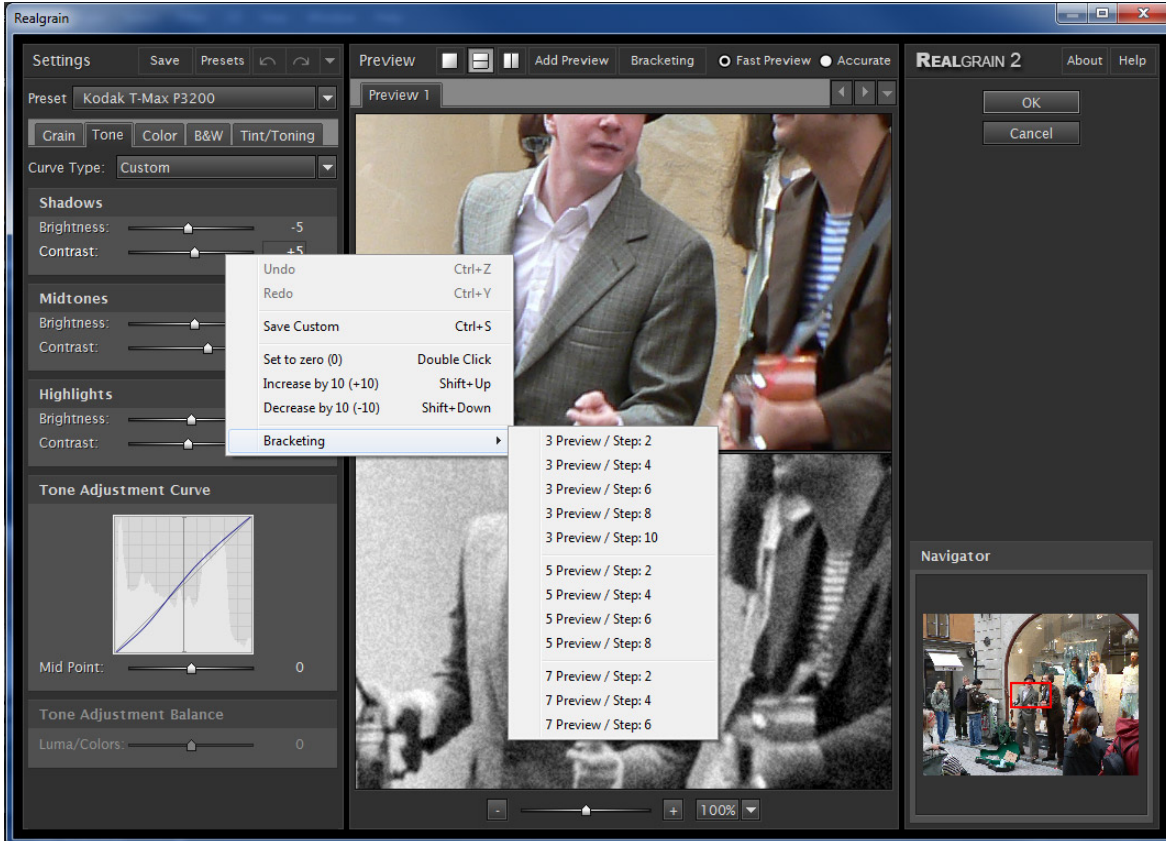 Realgrain
Settings Save Presets
Preset Kodak T-Max P3200
Grain Tone Color B&W Tint/Toning
Curve Type: Custom
Shadows
Brightness: -5
Contrast: +5
Midtones
Brightness:
Contrast:
Highlights
Brightness:
Contrast:
Tone Adjustment Curve
Mid Point: 0
Tone Adjustment Balance
Luma/Colors: 0
Undo Ctrl+Z
Redo Ctrl+Y
Save Custom Ctrl+S
Set to zero (0) Double Click
Increase by 10 (+10) Shift+Up
Decrease by 10 (-10) Shift+Down
Bracketing
3 Preview / Step: 2
3 Preview / Step: 4
3 Preview / Step: 6
3 Preview / Step: 8
3 Preview / Step: 10
5 Preview / Step: 2
5 Preview / Step: 4
5 Preview / Step: 6
5 Preview / Step: 8
7 Preview / Step: 2
7 Preview / Step: 4
7 Preview / Step: 6
Preview Add Preview Bracketing Fast Preview Accurate
Preview 1
- + 100%
REALGRAIN 2 About Help
OK
Cancel
Navigator